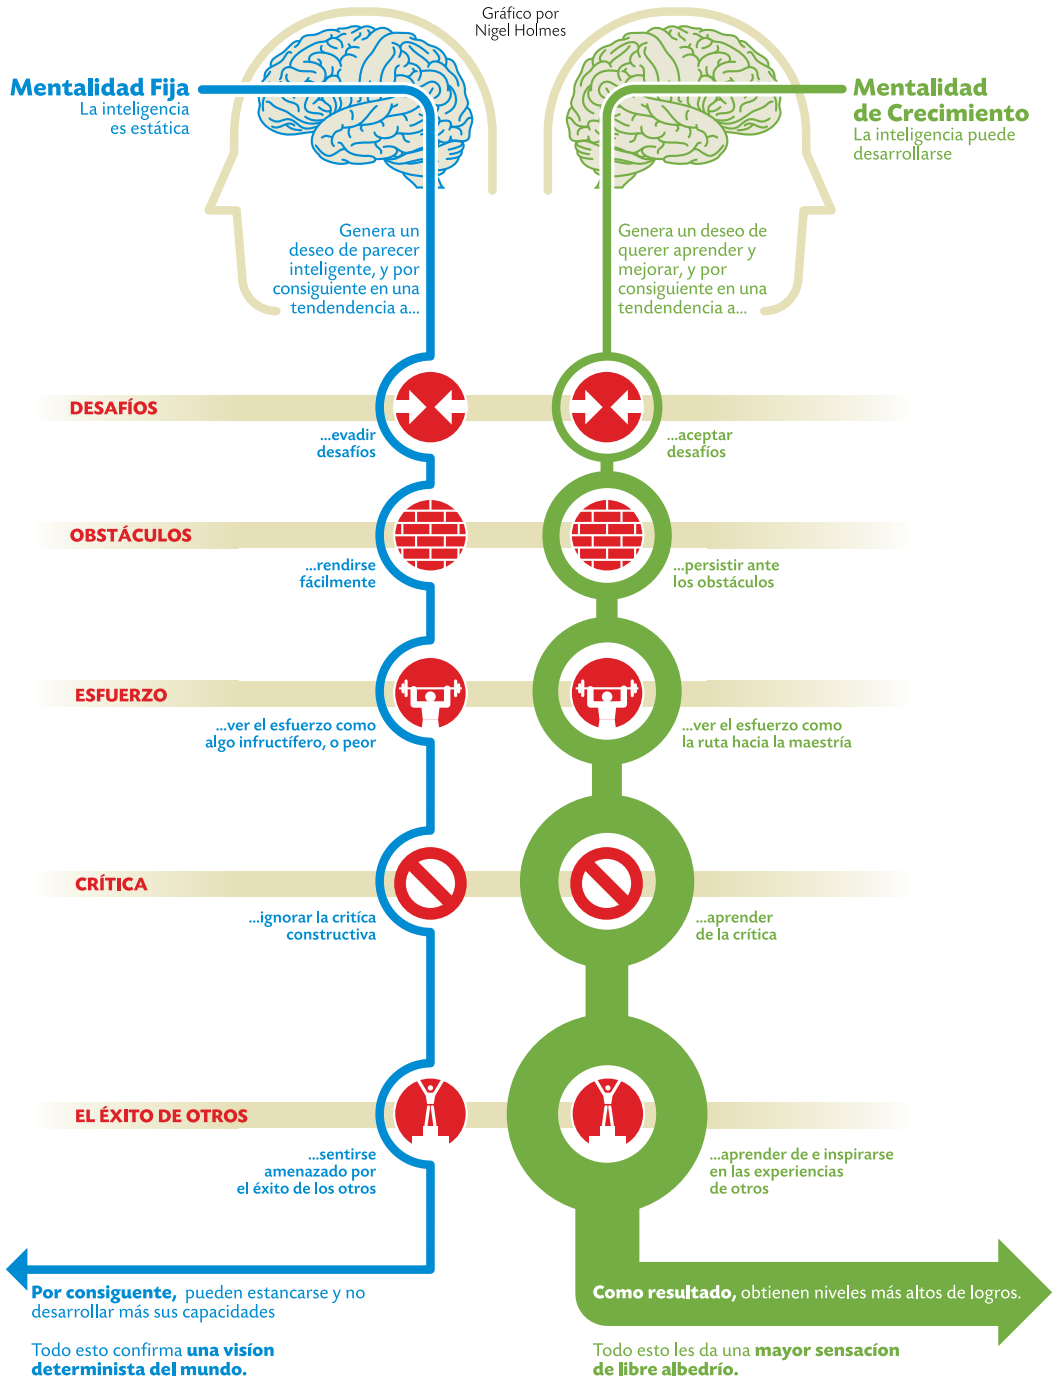 Gráfico por
Nigel Holmes
Mentalidad Fija
La inteligencia
es estática
Mentalidad
de Crecimiento
La inteligencia puede
desarrollarse
Genera un
deseo de parecer
inteligente, y por
consiguiente en una
tendendencia a...
Genera un deseo de
querer aprender y
mejorar, y por
consiguiente en una
tendendencia a...
DESAFÍOS
...evadir
desafíos
...aceptar
desafíos
OBSTÁCULOS
...rendirse
fácilmente
...persistir ante
los obstáculos
ESFUERZO
...ver el esfuerzo como
algo infructífero, o peor
...ver el esfuerzo como
la ruta hacia la maestría
CRÍTICA
...ignorar la critíca
constructiva
...aprender
de la crítica
EL ÉXITO DE OTROS
...sentirse
amenazado por
el éxito de los otros
...aprender de e inspirarse
en las experiencias
de otros
Por consiguente, pueden estancarse y no
desarrollar más sus capacidades
Todo esto confirma una visíon
determinista del mundo.
Como resultado, obtienen niveles más altos de logros.
Todo esto les da una mayor sensacíon
de libre albedrío.